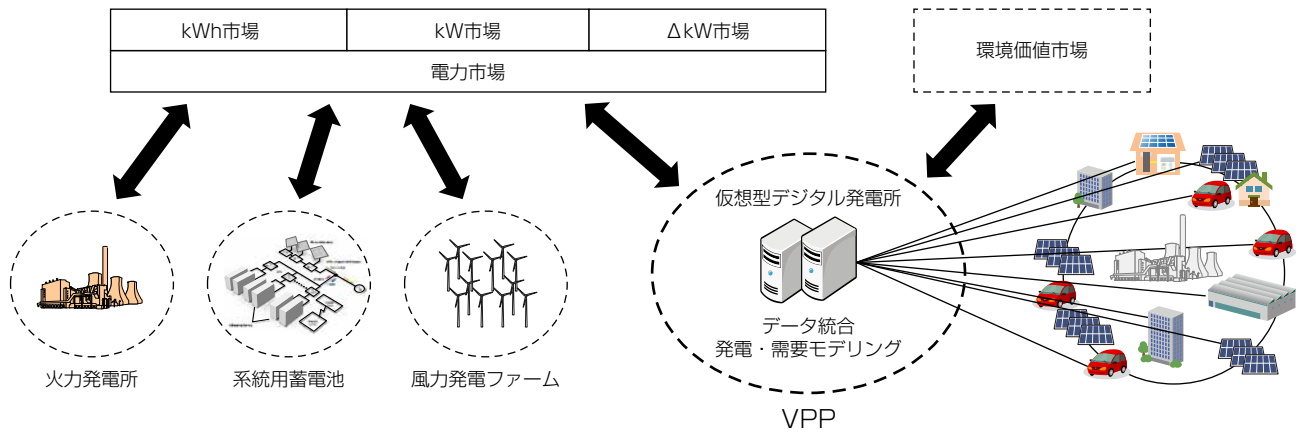 kWh市場
kW市場
ΔkW市場
電力市場
環境価値市場
仮想型デジタル発電所
データ統合
発電・需要モデリング
火力発電所
系統用蓄電池
風力発電ファーム
VPP